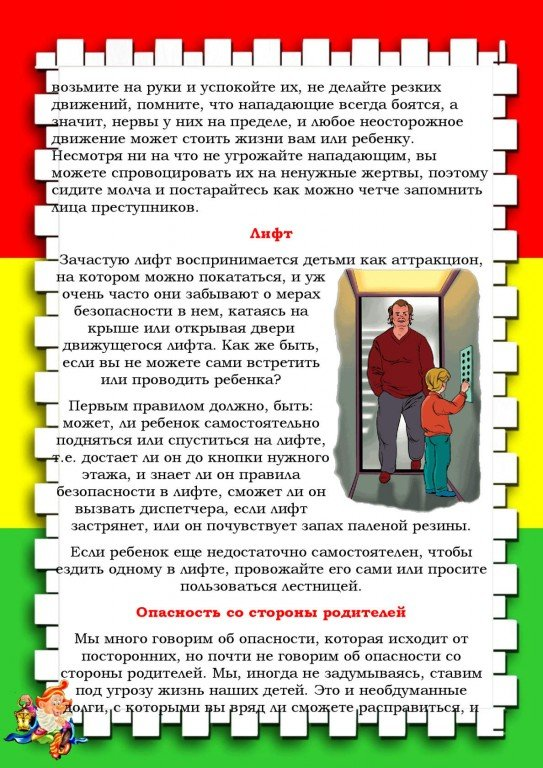 возьмите на руки и успокойте их, не делайте резких
движений, помните, что нападающие всегда боятся, а
значит, нервы у них на пределе, и любое неосторожное
движение может стоить жизни вам или ребенку.
Несмотря ни на что не угрожайте нападающим, вы
можете спровоцировать их на ненужные жертвы, поэтому
сидите молча и постарайтесь как можно четче запомнить
лица преступников.
Лифт
Зачастую лифт воспринимается детьми как аттракцион,
на котором можно покататься, и уж
очень часто они забывают о мерах
безопасности в нем, катаясь на
крыше или открывая двери
движущегося лифта. Как же быть,
если вы не можете сами встретить
или проводить ребенка?
Первым правилом должно, быть:
может, ли ребенок самостоятельно
подняться или спуститься на лифте,
т.е. достает ли он до кнопки нужного
этажа, и знает ли он правила
безопасности в лифте, сможет ли он
вызвать диспетчера, если лифт
застрянет, или он почувствует запах паленой резины.
Если ребенок еще недостаточно самостоятелен, чтобы
ездить одному в лифте, провожайте его сами или просите
пользоваться лестницей.
Опасность со стороны родителей
Мы много говорим об опасности, которая исходит от
посторонних, но почти не говорим об опасности со
стороны родителей. Мы, иногда не задумываясь, ставим
под угрозу жизнь наших детей. Это и необдуманные
долги, с которыми вы вряд ли сможете расправиться, и